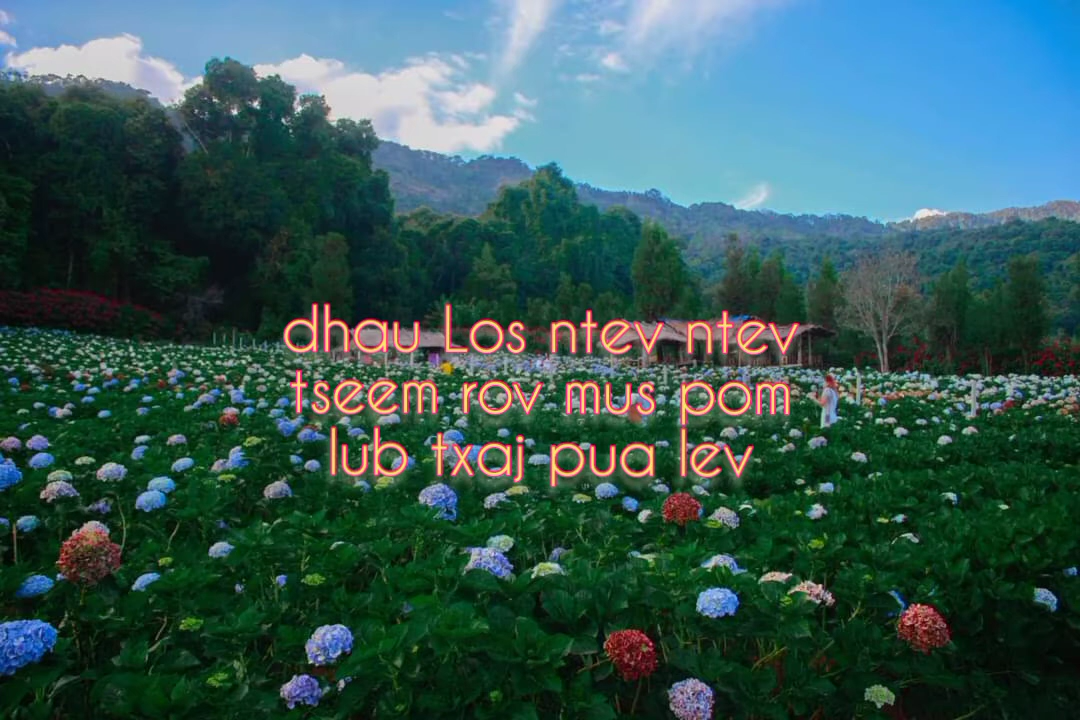 dhau Los ntev ntev
tseem rov mus pom
lub txaj pua lev